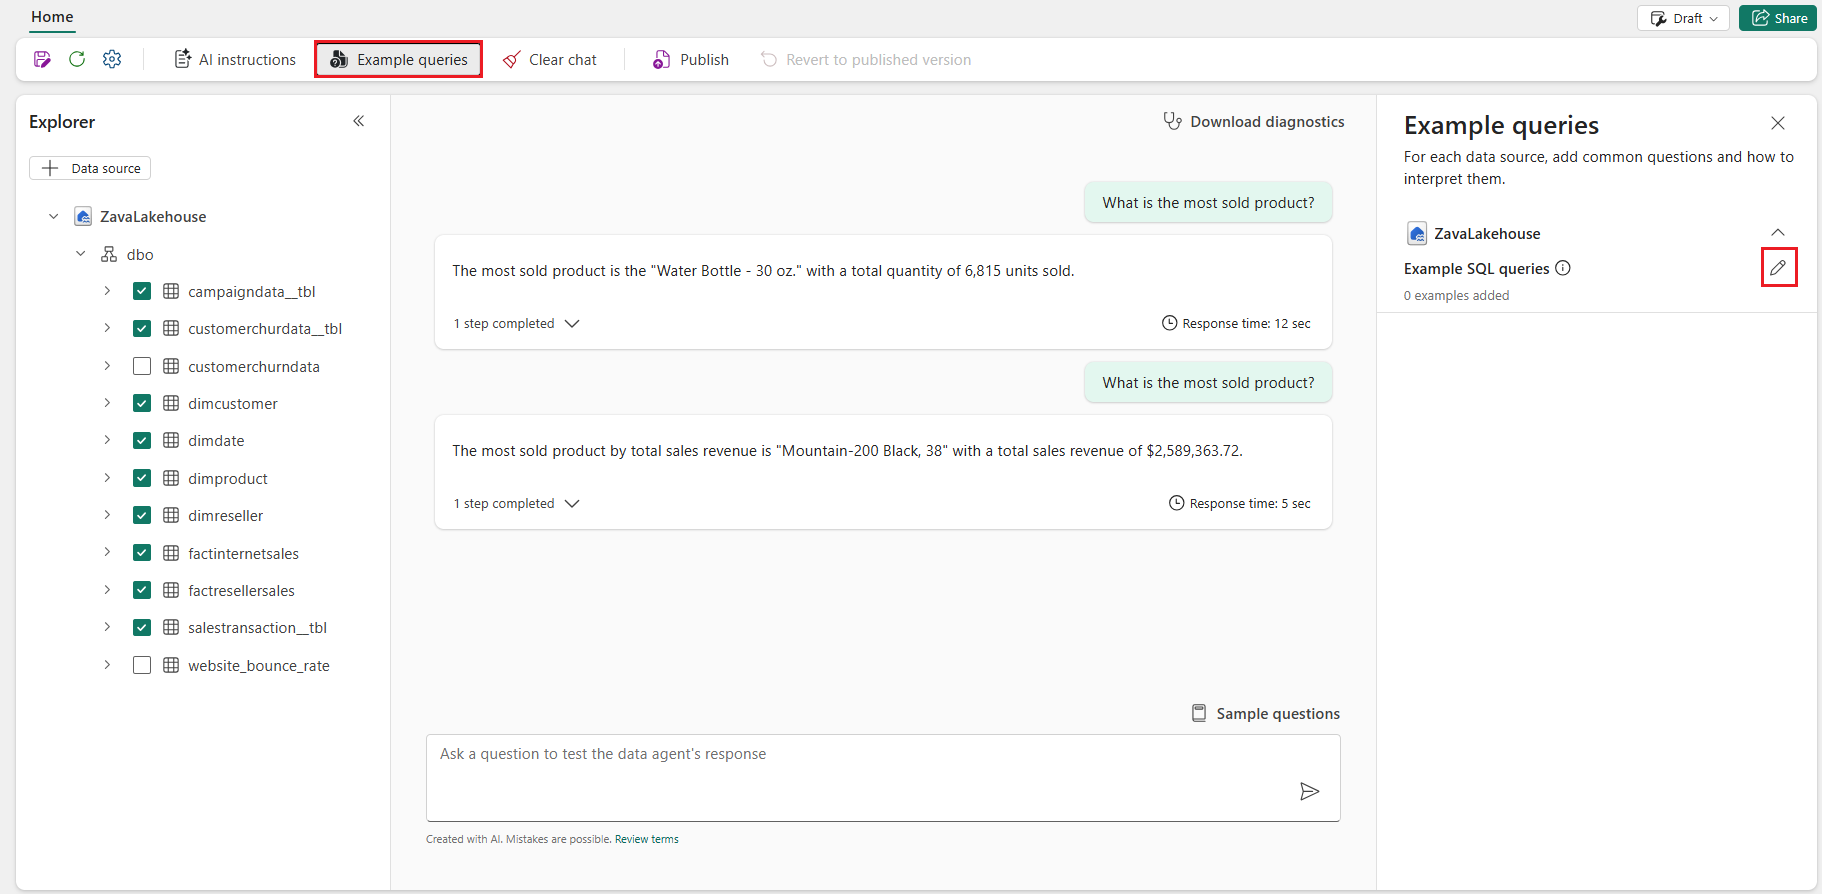 Home
Draft
Share
AI instructions
Example queries
Clear chat
Publish
Revert to published version
Explorer
Data source
ZavaLakehouse
dbo
campaigndata__tbl
customerchurdata__tbl
customerchurndata
dimcustomer
dimdate
dimproduct
dimreseller
factinternetsales
factresellersales
salestransaction__tbl
website_bounce_rate
Download diagnostics
What is the most sold product?
The most sold product is the "Water Bottle - 30 oz." with a total quantity of 6,815 units sold.
1 step completed
Response time: 12 sec
What is the most sold product?
The most sold product by total sales revenue is "Mountain-200 Black, 38" with a total sales revenue of $2,589,363.72.
1 step completed
Response time: 5 sec
Sample questions
Ask a question to test the data agent's response
Created with AI. Mistakes are possible. Review terms
Example queries
For each data source, add common questions and how to
interpret them.
ZavaLakehouse
Example SQL queries
0 examples added